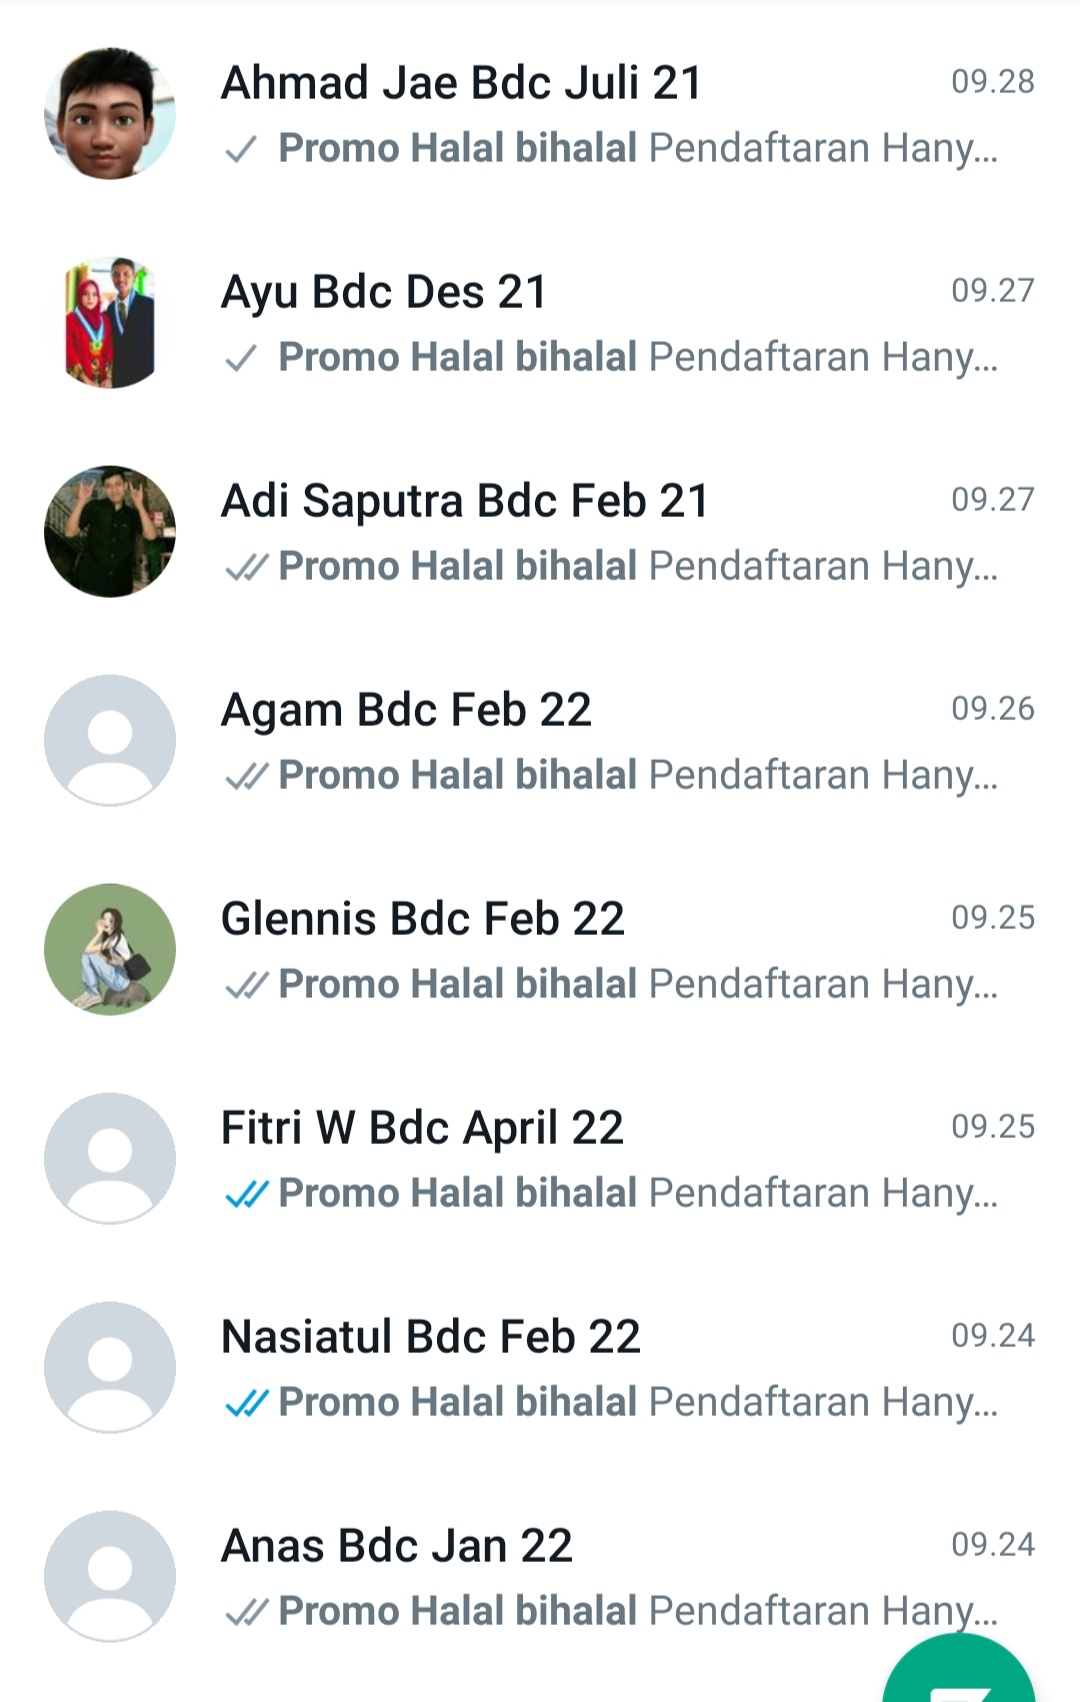 Ahmad Jae Bdc Juli 21 09.28
Promo Halal bihalal Pendaftaran Hany...
Ayu Bdc Des 21 09.27
Promo Halal bihalal Pendaftaran Hany...
Adi Saputra Bdc Feb 21 09.27
Promo Halal bihalal Pendaftaran Hany...
Agam Bdc Feb 22 09.26
Promo Halal bihalal Pendaftaran Hany...
Glennis Bdc Feb 22 09.25
Promo Halal bihalal Pendaftaran Hany...
Fitri W Bdc April 22 09.25
Promo Halal bihalal Pendaftaran Hany...
Nasiatul Bdc Feb 22 09.24
Promo Halal bihalal Pendaftaran Hany...
Anas Bdc Jan 22 09.24
Promo Halal bihalal Pendaftaran Hany...